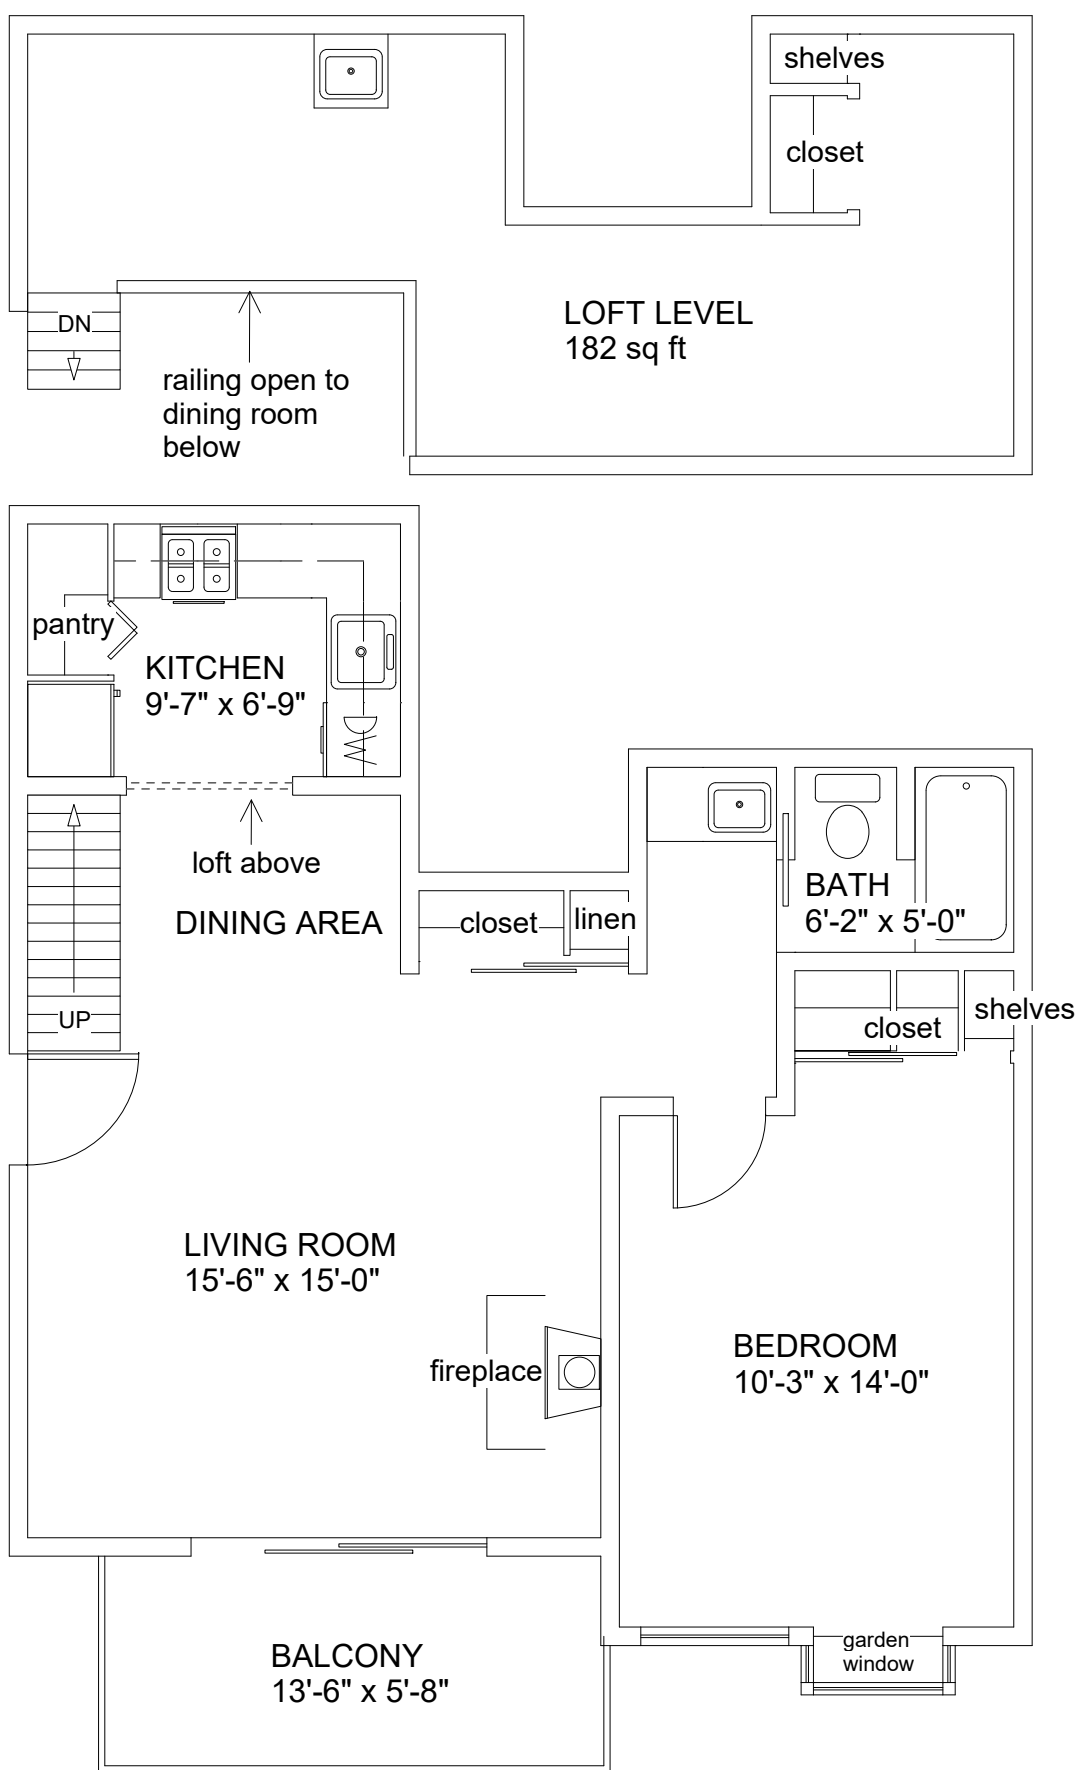 shelves
closet
LOFT LEVEL
182 sq ft
DN
railing open to
dining room
below
pantry
KITCHEN
9'-7" x 6'-9"
loft above
DINING AREA
closet
linen
BATH
6'-2" x 5'-0"
shelves
closet
UP
LIVING ROOM
15'-6" x 15'-0"
fireplace
BEDROOM
10'-3" x 14'-0"
garden
window
BALCONY
13'-6" x 5'-8"